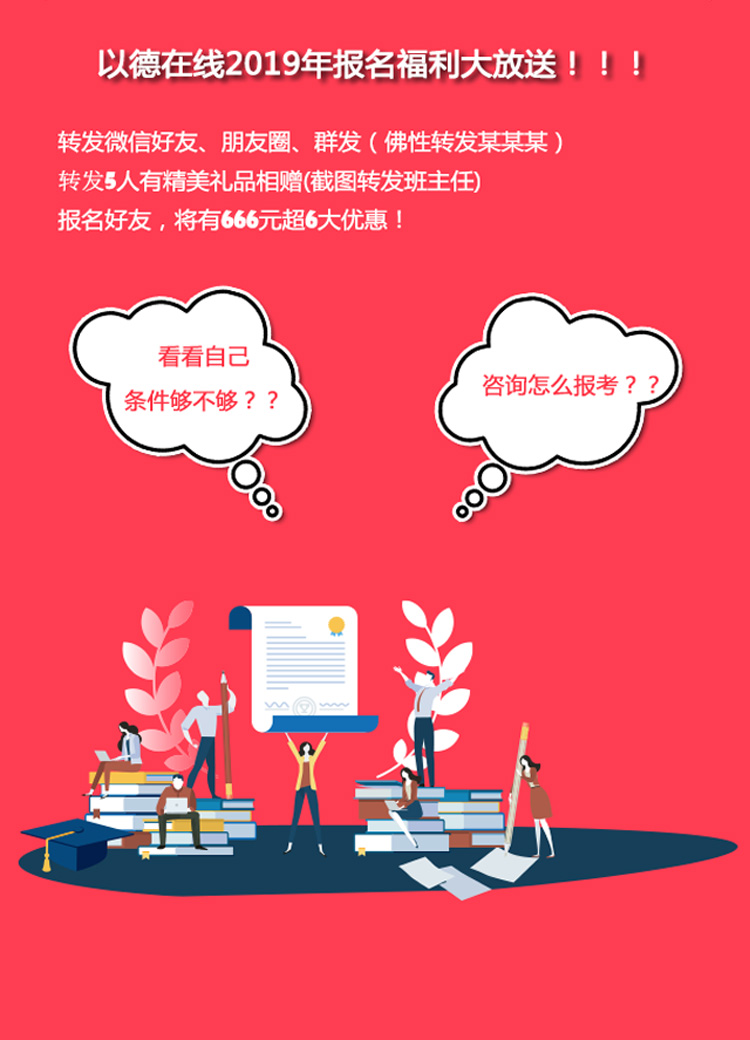 以德在线2019年报名福利大放送！！！
转发微信好友、朋友圈、群发（佛性转发某某某）
转发5人有精美礼品相赠(截图转发班主任)
报名好友，将有666元超6大优惠！
看看自己
条件够不够？？
咨询怎么报考？？